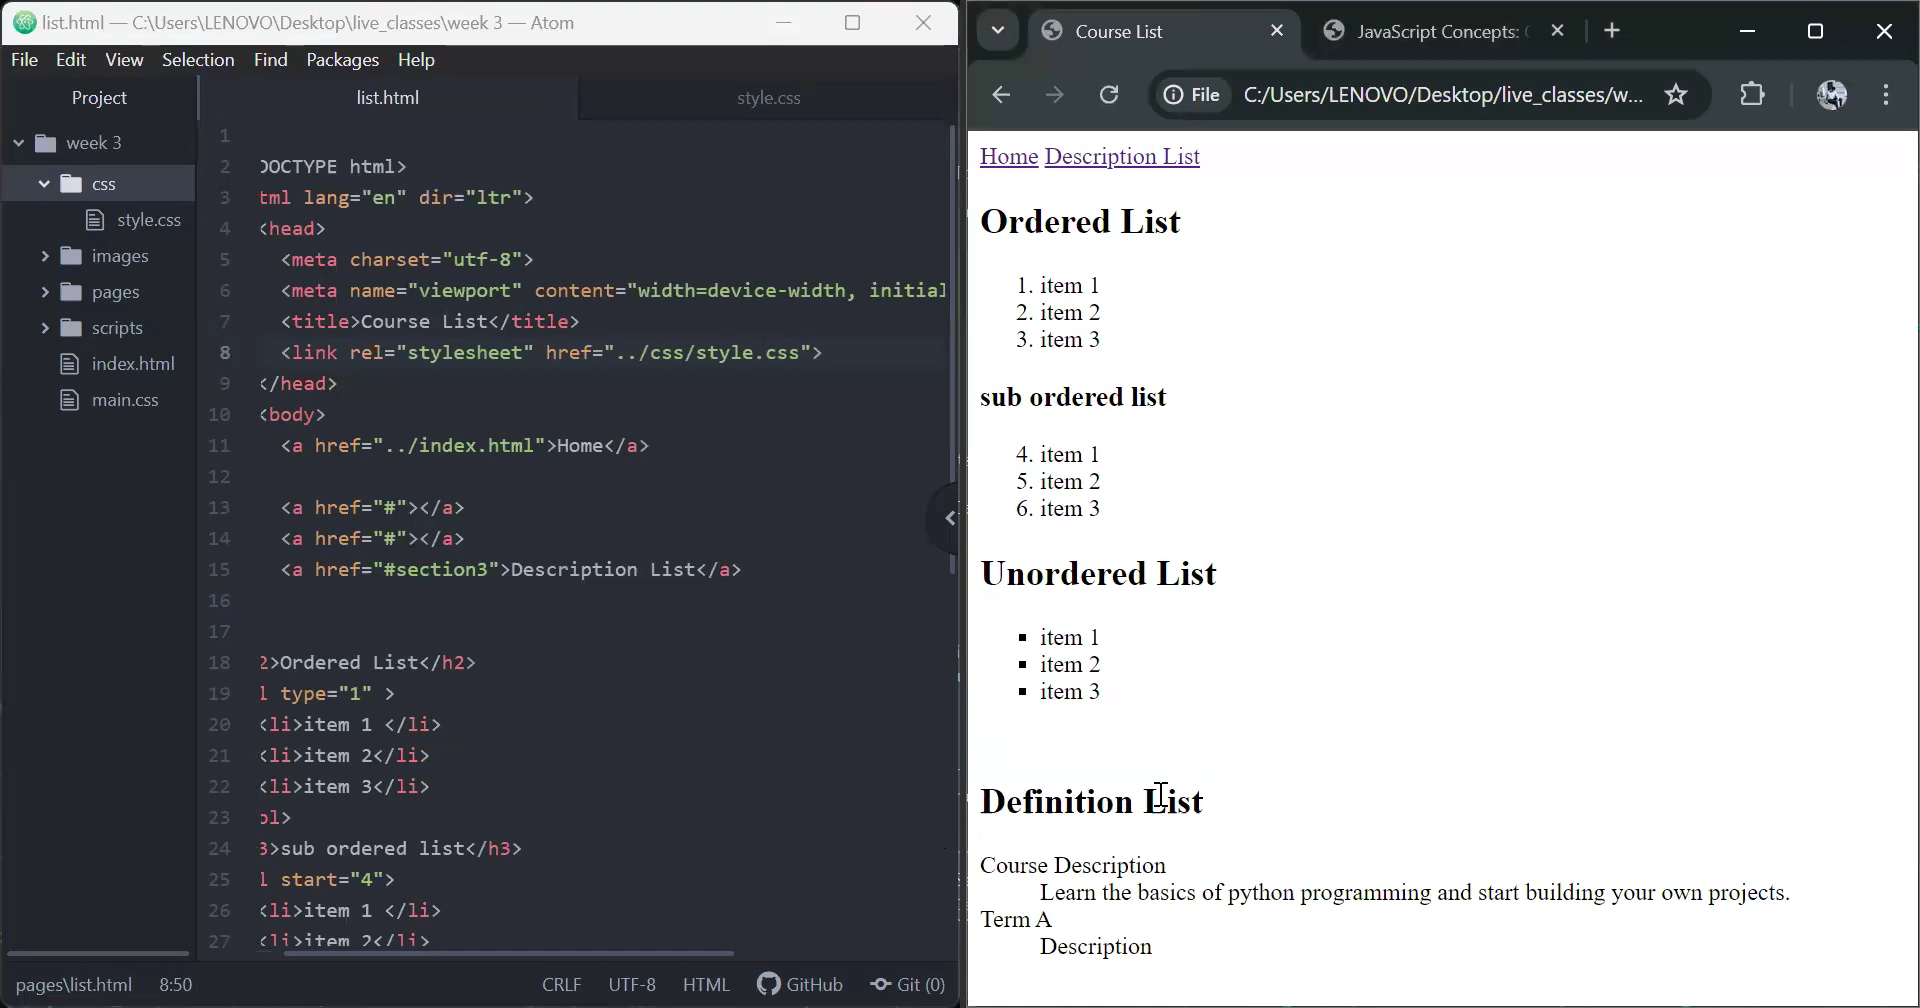 list.html — C:\Users\LENOVO\Desktop\live_classes\week 3 — Atom
File Edit View Selection Find Packages Help
Project
week 3
css
style.css
images
pages
scripts
index.html
main.css
list.html
style.css
1
2 DOCTYPE html>
3 tml lang="en" dir="ltr">
4 <head>
5 <meta charset="utf-8">
6 <meta name="viewport" content="width=device-width, initial
7 <title>Course List</title>
8 <link rel="stylesheet" href="../css/style.css">
9 </head>
10 <body>
11 <a href="../index.html">Home</a>
12
13 <a href="#"></a>
14 <a href="#"></a>
15 <a href="#section3">Description List</a>
16
17
18 2>Ordered List</h2>
19 l type="1" >
20 <li>item 1 </li>
21 <li>item 2</li>
22 <li>item 3</li>
23 ol>
24 3>sub ordered list</h3>
25 l start="4">
26 <li>item 1 </li>
27 <li>item 2</li>
pages\list.html 8:50 CRLF UTF-8 HTML GitHub Git (0)
Course List
JavaScript Concepts:
File C:/Users/LENOVO/Desktop/live_classes/w...
Home Description List
Ordered List
1. item 1
2. item 2
3. item 3
sub ordered list
4. item 1
5. item 2
6. item 3
Unordered List
▪ item 1
▪ item 2
▪ item 3
Definition List
Course Description
Learn the basics of python programming and start building your own projects.
Term A
Description